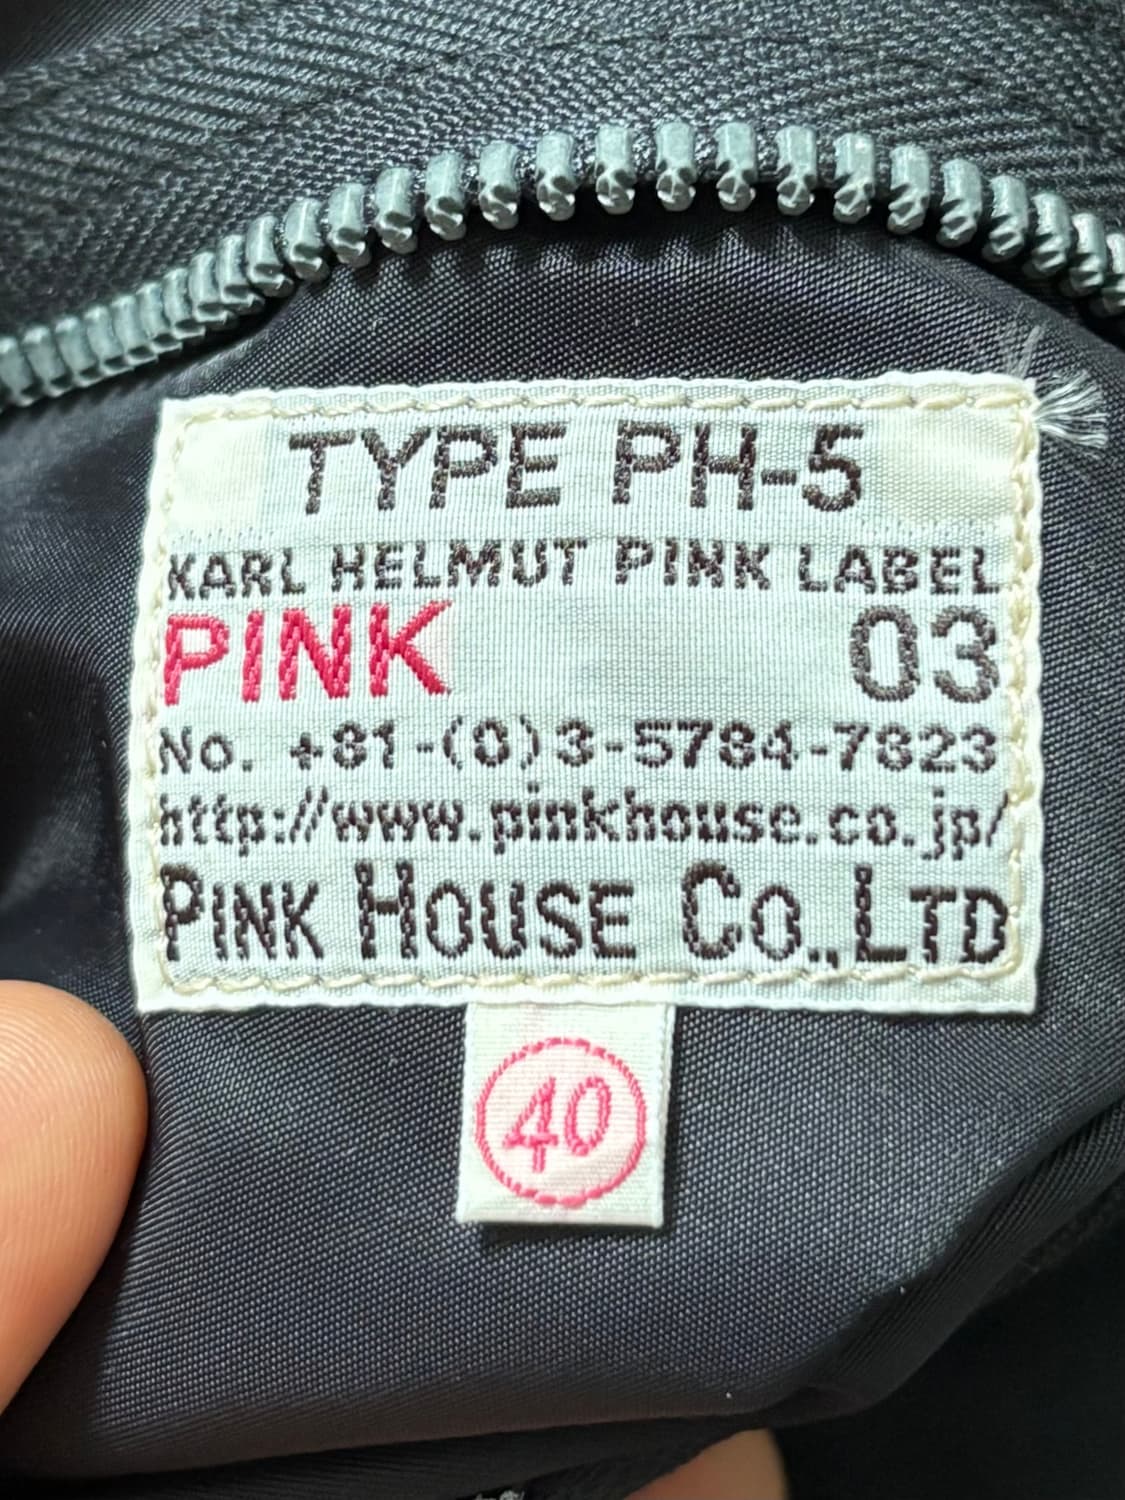 TYPE PH-5
KARL HELMUT PINK LABEL
PINK 03
No. +81-(0)3-5784-7823
http://www.pinkhouse.co.jp/
PINK HOUSE CO.,LTD
40